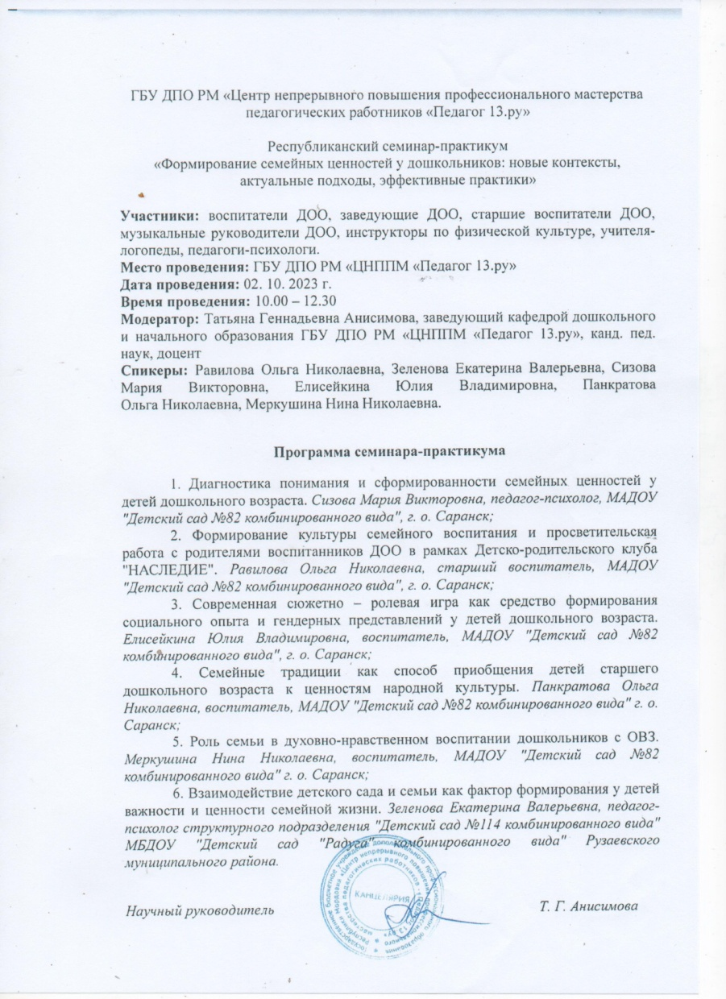 ГБУ ДПО РМ «Центр непрерывного повышения профессионального мастерства
педагогических работников «Педагог 13.ру»
Республиканский семинар-практикум
«Формирование семейных ценностей у дошкольников: новые контексты,
актуальные подходы, эффективные практики»
Участники: воспитатели ДОО, заведующие ДОО, старшие воспитатели ДОО,
музыкальные руководители ДОО, инструкторы по физической культуре, учителя-
логопеды, педагоги-психологи.
Место проведения: ГБУ ДПО РМ «ЦНППМ «Педагог 13.ру»
Дата проведения: 02. 10. 2023 г.
Время проведения: 10.00 – 12.30
Модератор: Татьяна Геннадьевна Анисимова, заведующий кафедрой дошкольного
и начального образования ГБУ ДПО РМ «ЦНППМ «Педагог 13.ру», канд. пед.
наук, доцент
Спикеры: Равилова Ольга Николаевна, Зеленова Екатерина Валерьевна, Сизова
Мария Викторовна, Елисейкина Юлия Владимировна, Панкратова
Ольга Николаевна, Меркушина Нина Николаевна.
Программа семинара-практикума
1. Диагностика понимания и сформированности семейных ценностей у
детей дошкольного возраста. Сизова Мария Викторовна, педагог-психолог, МАДОУ
"Детский сад №82 комбинированного вида", г. о. Саранск;
2. Формирование культуры семейного воспитания и просветительская
работа с родителями воспитанников ДОО в рамках Детско-родительского клуба
"НАСЛЕДИЕ". Равилова Ольга Николаевна, старший воспитатель, МАДОУ
"Детский сад №82 комбинированного вида", г. о. Саранск;
3. Современная сюжетно – ролевая игра как средство формирования
социального опыта и гендерных представлений у детей дошкольного возраста.
Елисейкина Юлия Владимировна, воспитатель, МАДОУ "Детский сад №82
комбинированного вида", г. о. Саранск;
4. Семейные традиции как способ приобщения детей старшего
дошкольного возраста к ценностям народной культуры. Панкратова Ольга
Николаевна, воспитатель, МАДОУ "Детский сад №82 комбинированного вида" г. о.
Саранск;
5. Роль семьи в духовно-нравственном воспитании дошкольников с ОВЗ.
Меркушина Нина Николаевна, воспитатель, МАДОУ "Детский сад №82
комбинированного вида" г. о. Саранск;
6. Взаимодействие детского сада и семьи как фактор формирования у детей
важности и ценности семейной жизни. Зеленова Екатерина Валерьевна, педагог-
психолог структурного подразделения "Детский сад №114 комбинированного вида"
МБДОУ "Детский сад "Радуга" комбинированного вида" Рузаевского
муниципального района.
КАНЦЕЛЯРИЯ
Научный руководитель Т. Г. Анисимова